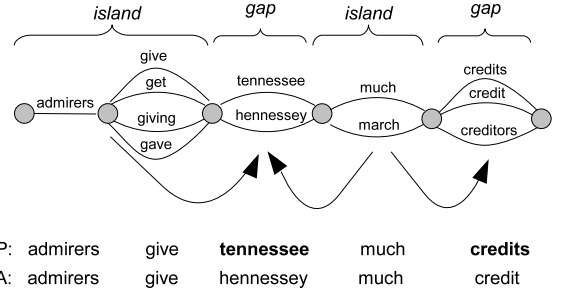 island gap island gap
give
get
admirers
giving
gave
tennessee
hennessey
much
march
credits
credit
creditors
P: admirers give tennessee much credits
A: admirers give hennessey much credit